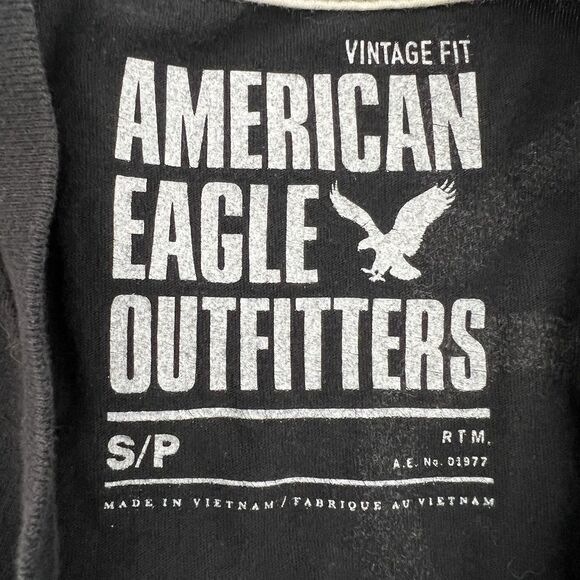 VINTAGE FIT
AMERICAN
EAGLE
OUTFITTERS
S/P
RTM.
A.E. No. 01977
MADE IN VIETNAM / FABRIQUE AU VIETNAM